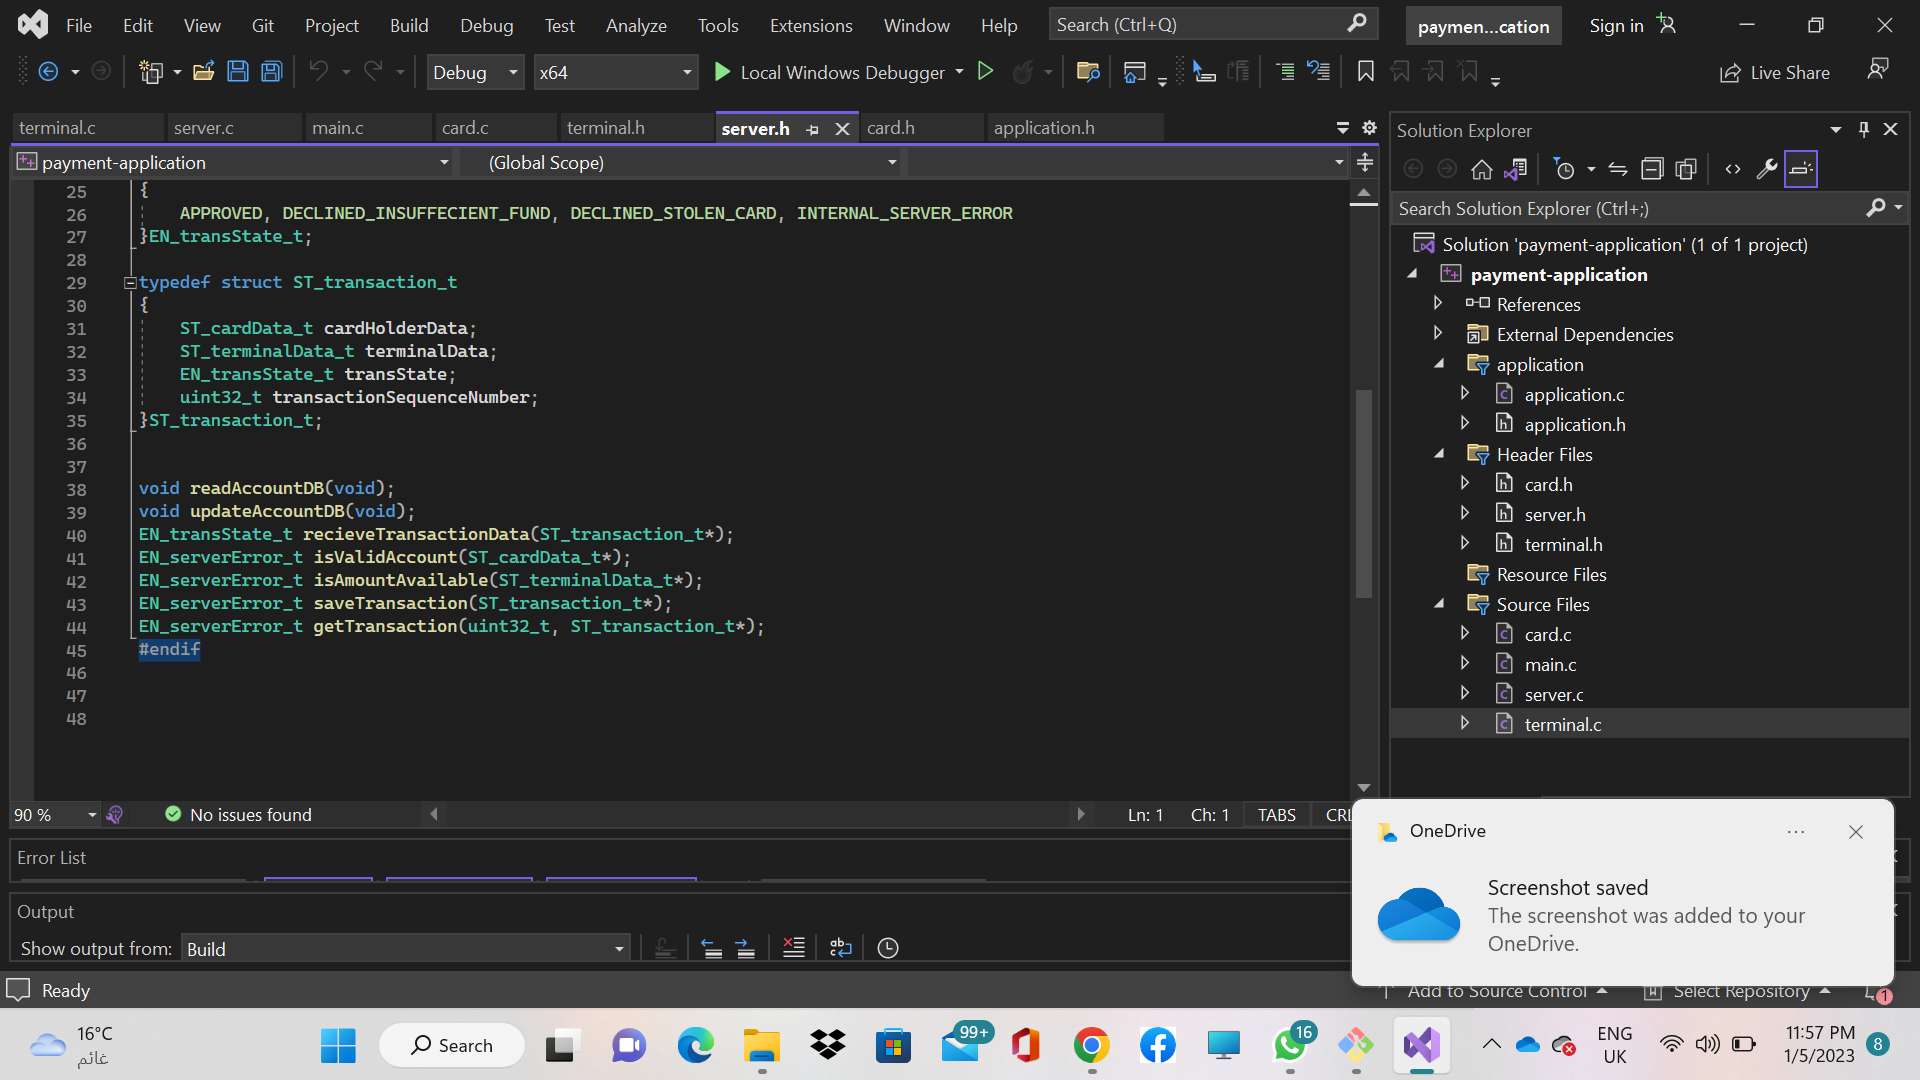 File Edit View Git Project Build Debug Test Analyze Tools Extensions Window Help Search (Ctrl+Q) paymen...cation Sign in
Debug x64 Local Windows Debugger Live Share
terminal.c server.c main.c card.c terminal.h server.h card.h application.h
payment-application (Global Scope)
25 {
26 APPROVED, DECLINED_INSUFFECIENT_FUND, DECLINED_STOLEN_CARD, INTERNAL_SERVER_ERROR
27 }EN_transState_t;
28
29 typedef struct ST_transaction_t
30 {
31 ST_cardData_t cardHolderData;
32 ST_terminalData_t terminalData;
33 EN_transState_t transState;
34 uint32_t transactionSequenceNumber;
35 }ST_transaction_t;
36
37
38 void readAccountDB(void);
39 void updateAccountDB(void);
40 EN_transState_t recieveTransactionData(ST_transaction_t*);
41 EN_serverError_t isValidAccount(ST_cardData_t*);
42 EN_serverError_t isAmountAvailable(ST_terminalData_t*);
43 EN_serverError_t saveTransaction(ST_transaction_t*);
44 EN_serverError_t getTransaction(uint32_t, ST_transaction_t*);
45 #endif
46
47
48
90 % No issues found Ln: 1 Ch: 1 TABS CRL
Solution Explorer
Search Solution Explorer (Ctrl+;)
Solution 'payment-application' (1 of 1 project)
payment-application
References
External Dependencies
application
application.c
application.h
Header Files
card.h
server.h
terminal.h
Resource Files
Source Files
card.c
main.c
server.c
terminal.c
Error List
Output
Show output from: Build
OneDrive
Screenshot saved
The screenshot was added to your
OneDrive.
Ready Add to Source Control Select Repository 1
16°C
غائم
Search
99+
16
ENG
UK
11:57 PM
1/5/2023
8